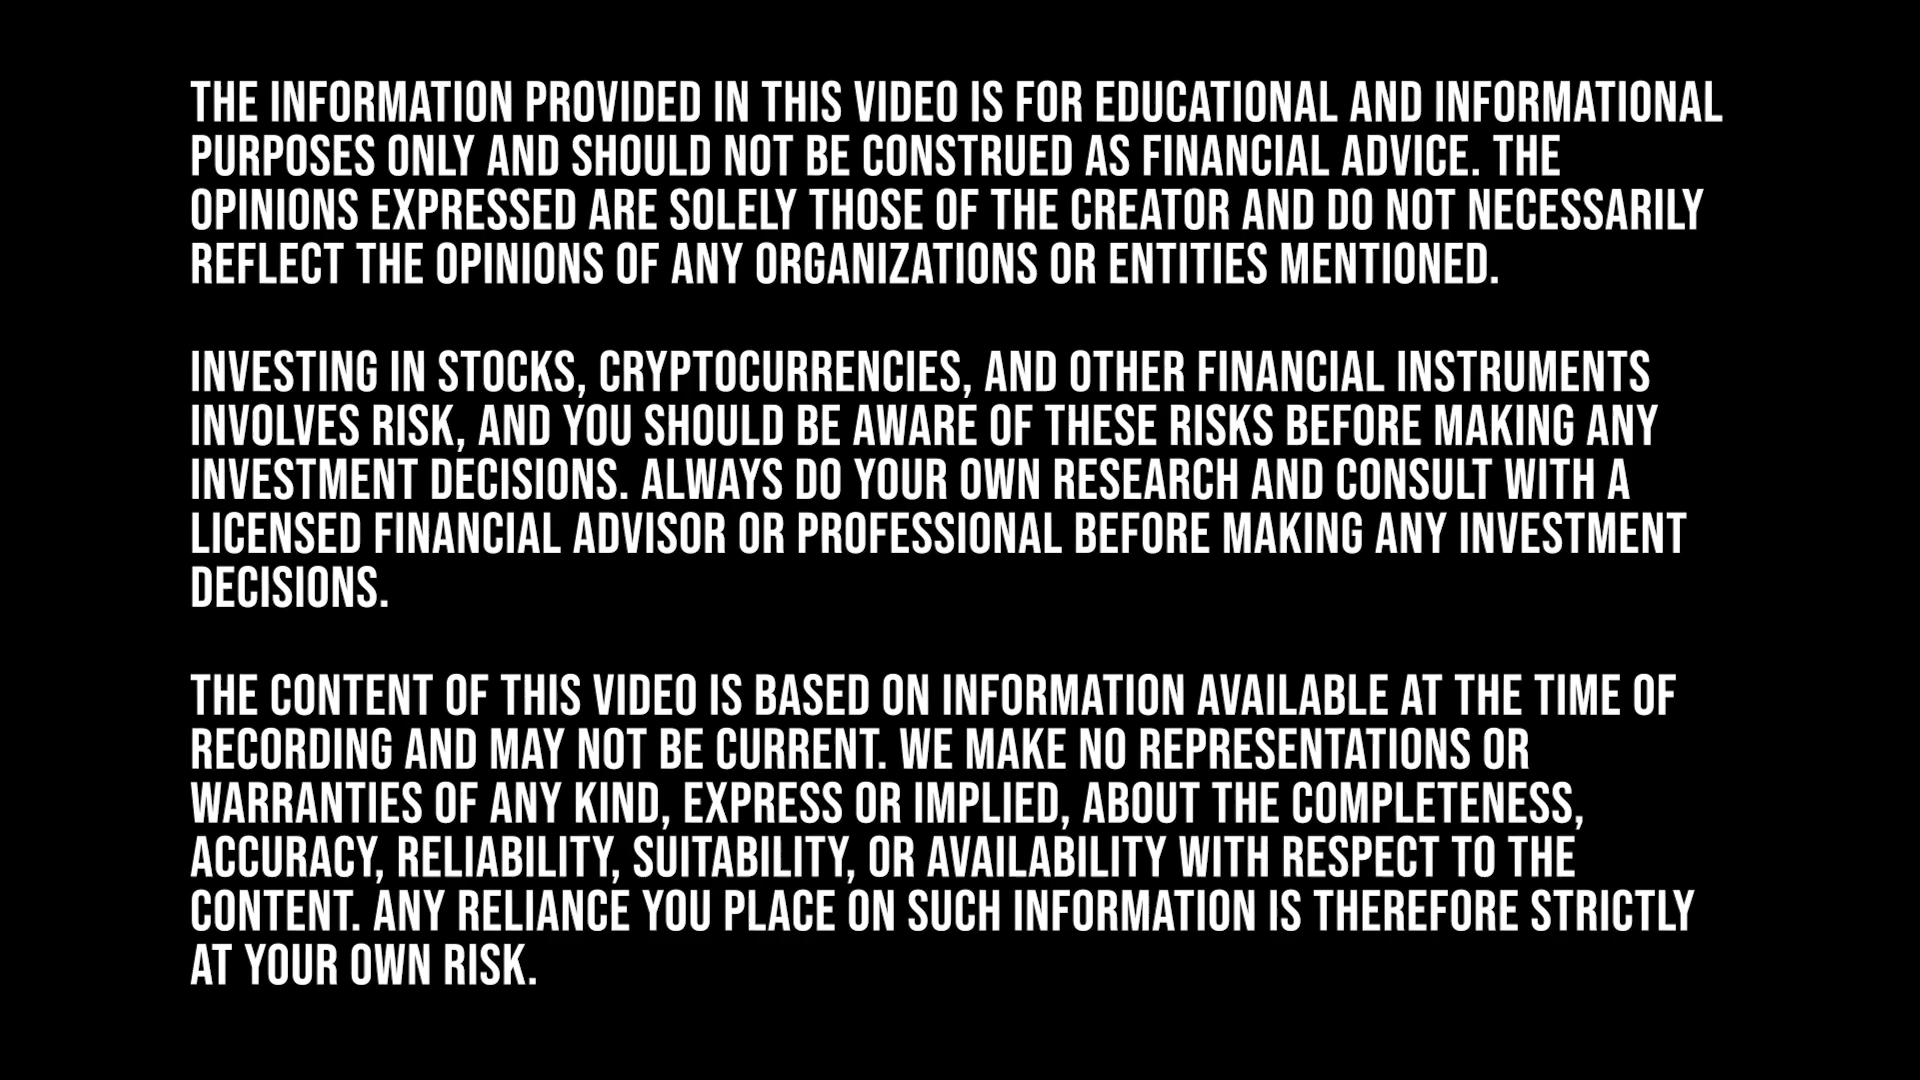 THE INFORMATION PROVIDED IN THIS VIDEO IS FOR EDUCATIONAL AND INFORMATIONAL
PURPOSES ONLY AND SHOULD NOT BE CONSTRUED AS FINANCIAL ADVICE. THE
OPINIONS EXPRESSED ARE SOLELY THOSE OF THE CREATOR AND DO NOT NECESSARILY
REFLECT THE OPINIONS OF ANY ORGANIZATIONS OR ENTITIES MENTIONED.
INVESTING IN STOCKS, CRYPTOCURRENCIES, AND OTHER FINANCIAL INSTRUMENTS
INVOLVES RISK, AND YOU SHOULD BE AWARE OF THESE RISKS BEFORE MAKING ANY
INVESTMENT DECISIONS. ALWAYS DO YOUR OWN RESEARCH AND CONSULT WITH A
LICENSED FINANCIAL ADVISOR OR PROFESSIONAL BEFORE MAKING ANY INVESTMENT
DECISIONS.
THE CONTENT OF THIS VIDEO IS BASED ON INFORMATION AVAILABLE AT THE TIME OF
RECORDING AND MAY NOT BE CURRENT. WE MAKE NO REPRESENTATIONS OR
WARRANTIES OF ANY KIND, EXPRESS OR IMPLIED, ABOUT THE COMPLETENESS,
ACCURACY, RELIABILITY, SUITABILITY, OR AVAILABILITY WITH RESPECT TO THE
CONTENT. ANY RELIANCE YOU PLACE ON SUCH INFORMATION IS THEREFORE STRICTLY
AT YOUR OWN RISK.